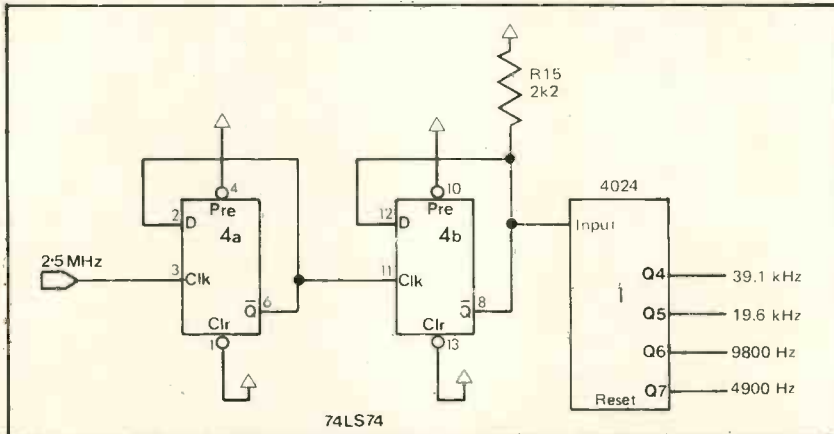 R15
2k2
4
Pre
2
D
4a
2·5 MHz
3
Clk
Q
6
Clr
1
10
Pre
12
D
4b
11
Clk
Q
8
Clr
13
74LS74
4024
Input
1
Q4
39.1 kHz
Q5
19.6 kHz
Q6
9800 Hz
Q7
4900 Hz
Reset